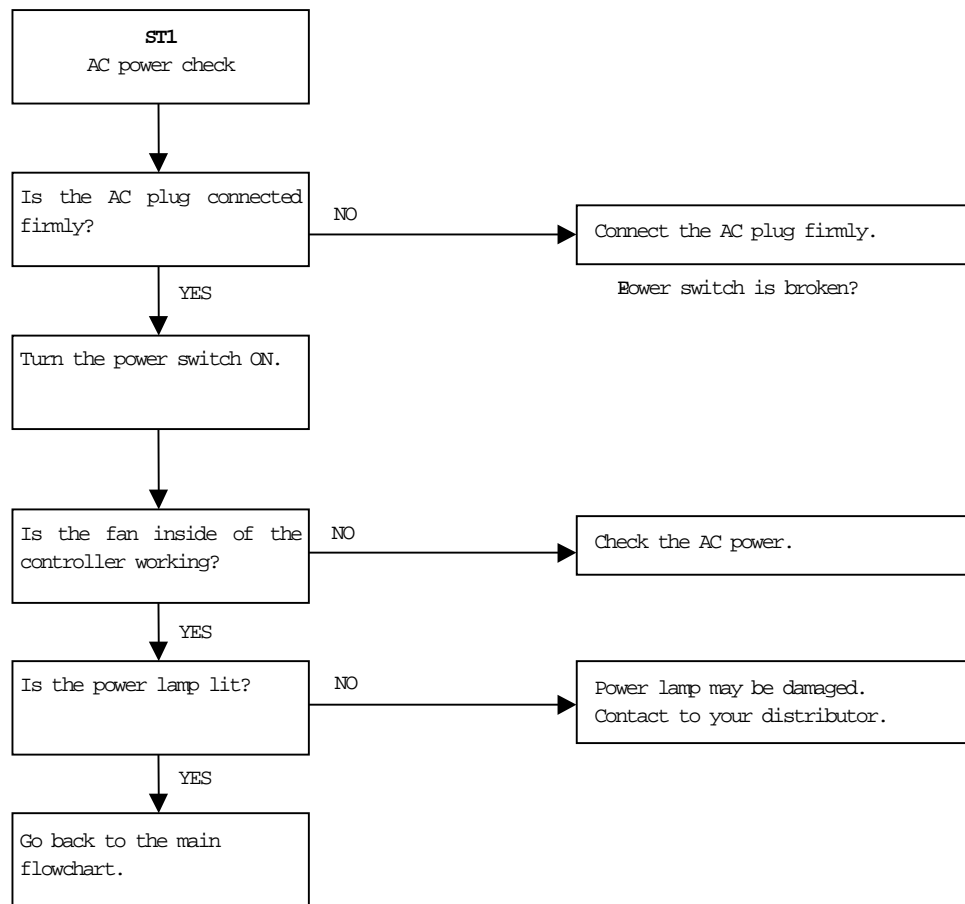 ST1
AC power check
Is the AC plug connected
firmly?
NO
Connect the AC plug firmly.
YES
Power switch is broken?
Turn the power switch ON.
Is the fan inside of the
controller working?
NO
Check the AC power.
YES
Is the power lamp lit?
NO
Power lamp may be damaged.
Contact to your distributor.
YES
Go back to the main
flowchart.